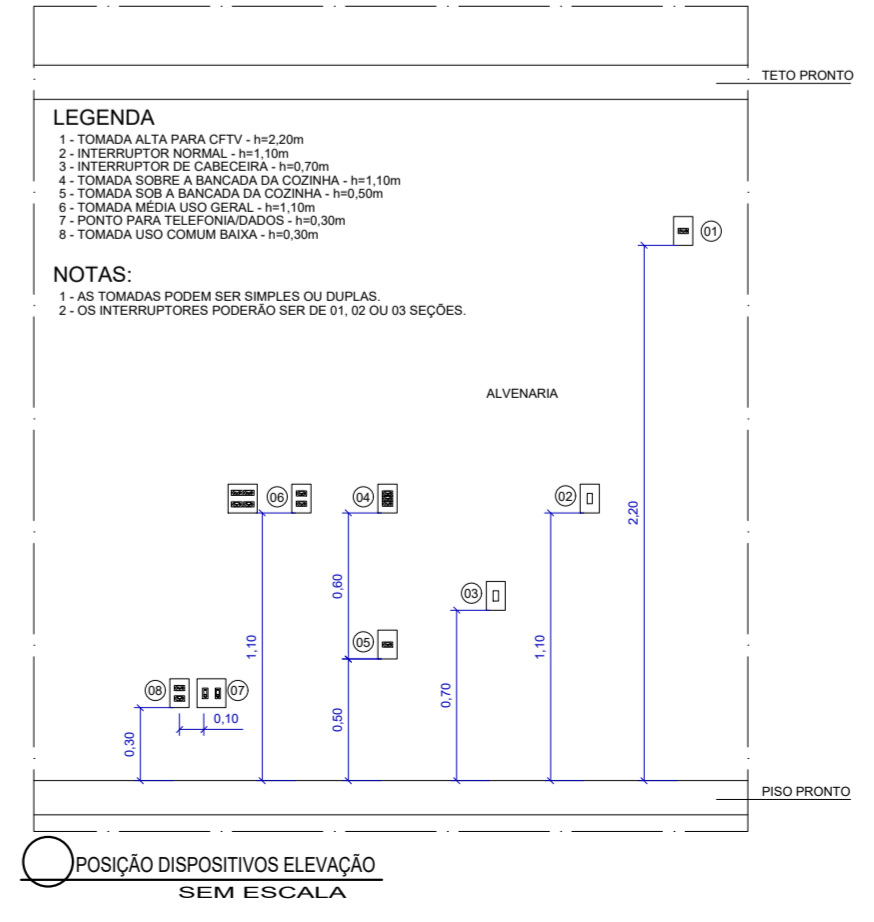 TETO PRONTO
LEGENDA
1 - TOMADA ALTA PARA CFTV - h=2,20m
2 - INTERRUPTOR NORMAL - h=1,10m
3 - INTERRUPTOR DE CABECEIRA - h=0,70m
4 - TOMADA SOBRE A BANCADA DA COZINHA - h=1,10m
5 - TOMADA SOB A BANCADA DA COZINHA - h=0,50m
6 - TOMADA MÉDIA USO GERAL - h=1,10m
7 - PONTO PARA TELEFONIA/DADOS - h=0,30m
8 - TOMADA USO COMUM BAIXA - h=0,30m
01
NOTAS:
1 - AS TOMADAS PODEM SER SIMPLES OU DUPLAS.
2 - OS INTERRUPTORES PODERÃO SER DE 01, 02 OU 03 SEÇÕES.
ALVENARIA
06
04
02
2,20
0,60
03
1,10
05
1,10
08
07
0,70
0,10
0,50
0,30
PISO PRONTO
POSIÇÃO DISPOSITIVOS ELEVAÇÃO
SEM ESCALA